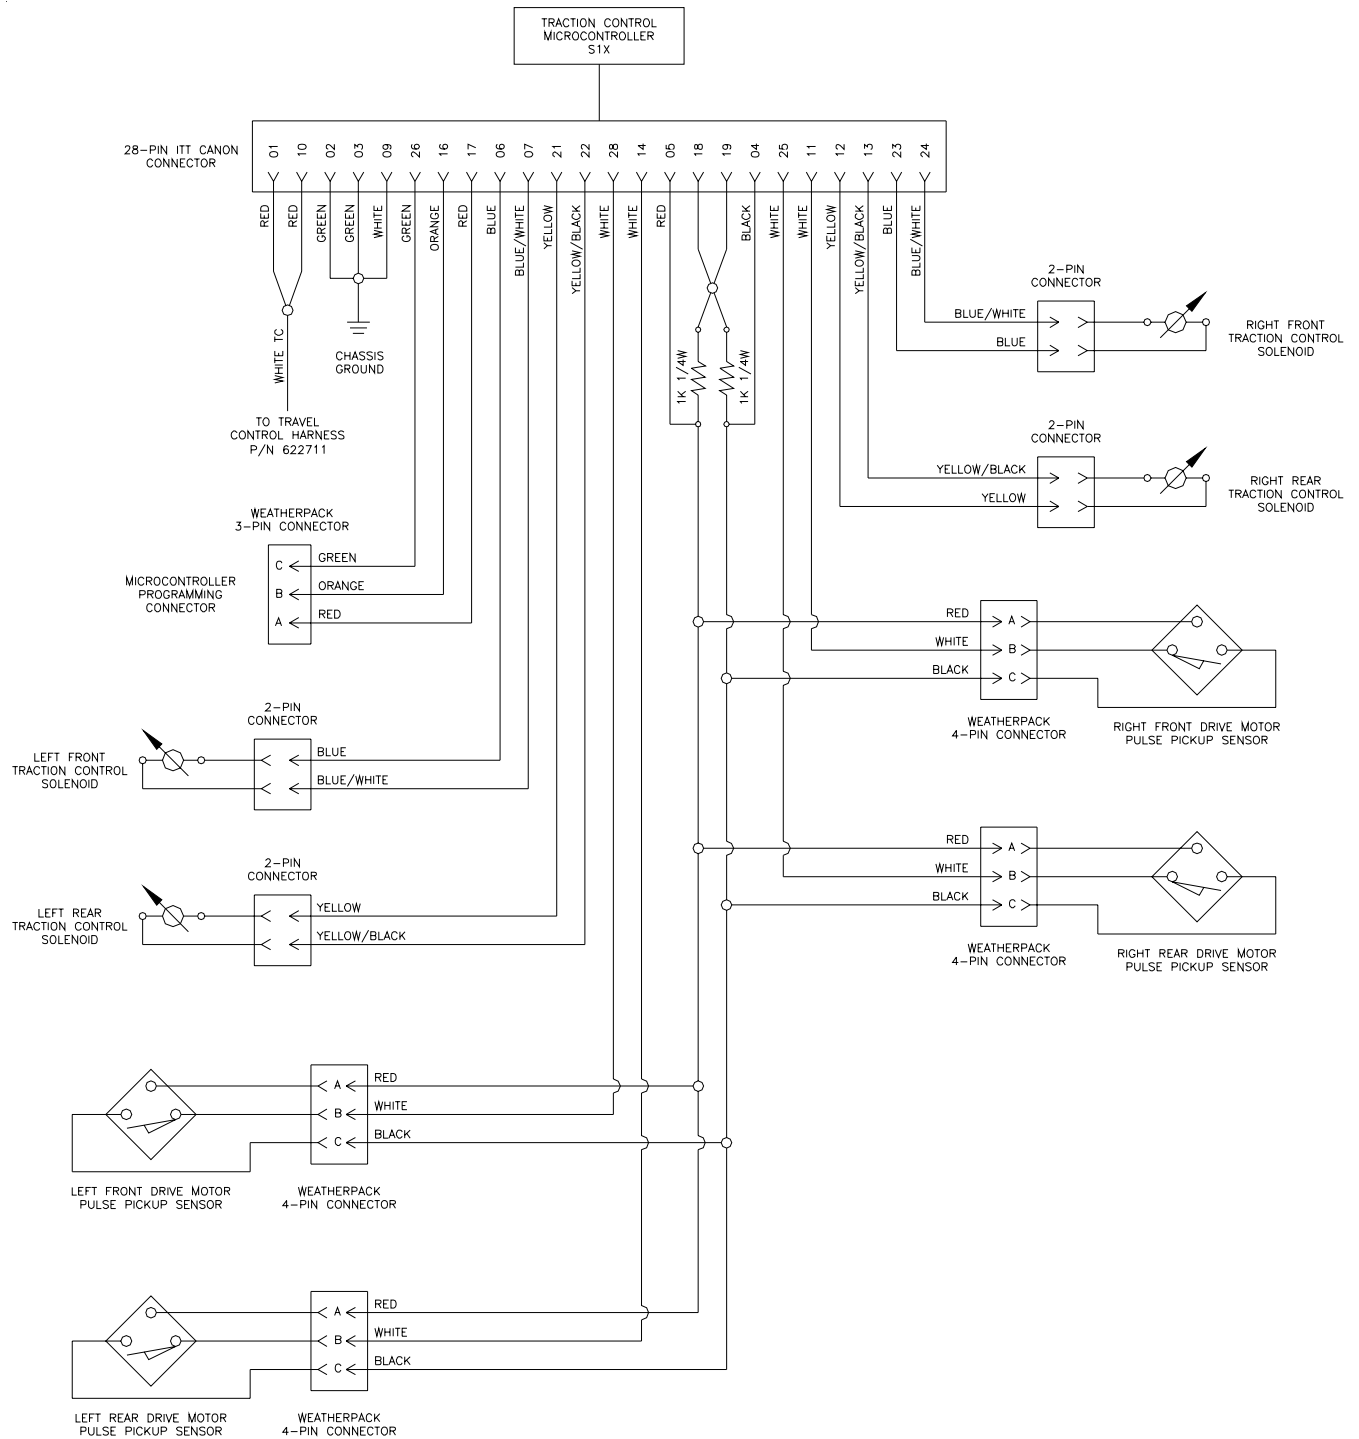 TRACTION CONTROL
MICROCONTROLLER
S1X
28-PIN ITT CANON
CONNECTOR
01
10
02
03
09
26
16
17
06
07
21
22
28
14
05
18
19
04
25
11
12
13
23
24
RED
RED
GREEN
GREEN
WHITE
GREEN
ORANGE
RED
BLUE
BLUE/WHITE
YELLOW
YELLOW/BLACK
WHITE
WHITE
RED
BLACK
WHITE
WHITE
YELLOW
YELLOW/BLACK
BLUE
BLUE/WHITE
WHITE TC
TO TRAVEL
CONTROL HARNESS
P/N 622711
CHASSIS
GROUND
1K 1/4W
1K 1/4W
2-PIN
CONNECTOR
BLUE/WHITE
BLUE
RIGHT FRONT
TRACTION CONTROL
SOLENOID
2-PIN
CONNECTOR
YELLOW/BLACK
YELLOW
RIGHT REAR
TRACTION CONTROL
SOLENOID
WEATHERPACK
3-PIN CONNECTOR
MICROCONTROLLER
PROGRAMMING
CONNECTOR
C
GREEN
B
ORANGE
A
RED
RED
A
WHITE
B
BLACK
C
WEATHERPACK
4-PIN CONNECTOR
RIGHT FRONT DRIVE MOTOR
PULSE PICKUP SENSOR
2-PIN
CONNECTOR
LEFT FRONT
TRACTION CONTROL
SOLENOID
BLUE
BLUE/WHITE
RED
A
WHITE
B
BLACK
C
WEATHERPACK
4-PIN CONNECTOR
RIGHT REAR DRIVE MOTOR
PULSE PICKUP SENSOR
2-PIN
CONNECTOR
LEFT REAR
TRACTION CONTROL
SOLENOID
YELLOW
YELLOW/BLACK
A
RED
B
WHITE
C
BLACK
LEFT FRONT DRIVE MOTOR
PULSE PICKUP SENSOR
WEATHERPACK
4-PIN CONNECTOR
A
RED
B
WHITE
C
BLACK
LEFT REAR DRIVE MOTOR
PULSE PICKUP SENSOR
WEATHERPACK
4-PIN CONNECTOR